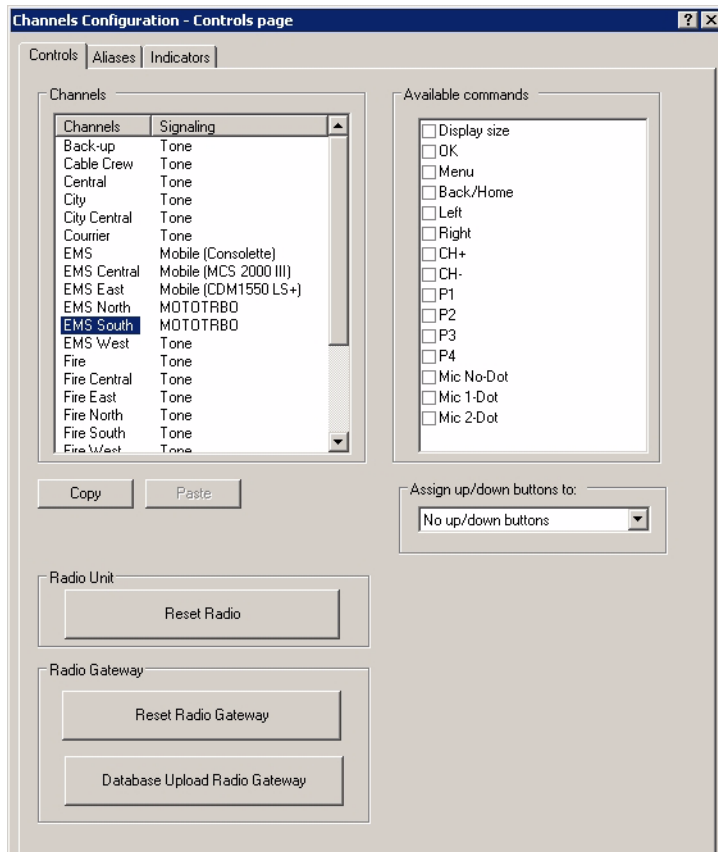 Channels Configuration - Controls page
Controls Aliases Indicators
Channels
Channels Signaling
Back-up Tone
Cable Crew Tone
Central Tone
City Tone
City Central Tone
Courrier Tone
EMS Mobile (Consolette)
EMS Central Mobile (MCS 2000 III)
EMS East Mobile (CDM1550 LS+)
EMS North MOTOTRBO
EMS South MOTOTRBO
EMS West Tone
Fire Tone
Fire Central Tone
Fire East Tone
Fire North Tone
Fire South Tone
Fire West Tone
Copy Paste
Radio Unit
Reset Radio
Radio Gateway
Reset Radio Gateway
Database Upload Radio Gateway
Available commands
Display size
OK
Menu
Back/Home
Left
Right
CH+
CH-
P1
P2
P3
P4
Mic No-Dot
Mic 1-Dot
Mic 2-Dot
Assign up/down buttons to:
No up/down buttons